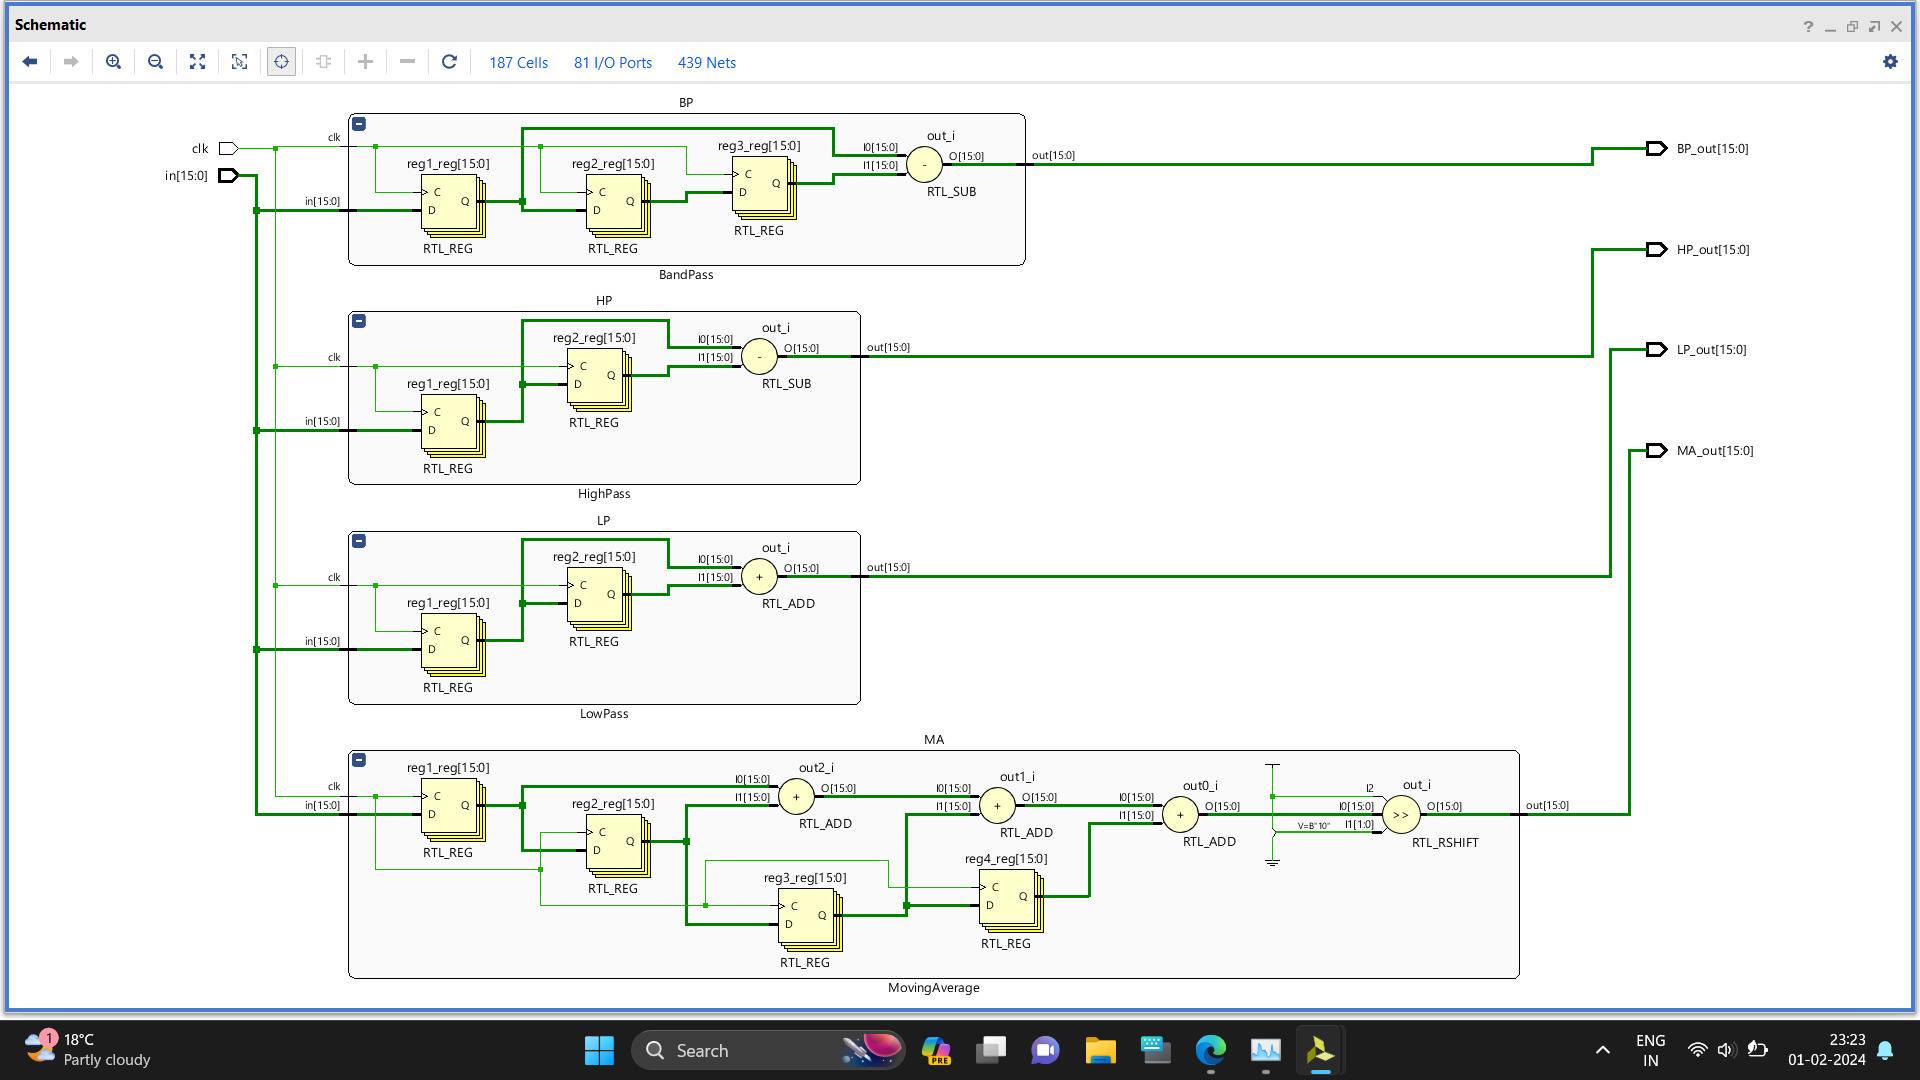 Schematic
187 Cells 81 I/O Ports 439 Nets
clk
in[15:0]
BP
clk
in[15:0]
reg1_reg[15:0]
C
D
Q
RTL_REG
reg2_reg[15:0]
C
D
Q
RTL_REG
reg3_reg[15:0]
C
D
Q
RTL_REG
out_i
I0[15:0]
I1[15:0]
-
O[15:0]
RTL_SUB
out[15:0]
BandPass
BP_out[15:0]
HP_out[15:0]
LP_out[15:0]
MA_out[15:0]
HP
clk
in[15:0]
reg1_reg[15:0]
C
D
Q
RTL_REG
reg2_reg[15:0]
C
D
Q
RTL_REG
out_i
I0[15:0]
I1[15:0]
-
O[15:0]
RTL_SUB
out[15:0]
HighPass
LP
clk
in[15:0]
reg1_reg[15:0]
C
D
Q
RTL_REG
reg2_reg[15:0]
C
D
Q
RTL_REG
out_i
I0[15:0]
I1[15:0]
+
O[15:0]
RTL_ADD
out[15:0]
LowPass
MA
clk
in[15:0]
reg1_reg[15:0]
C
D
Q
RTL_REG
reg2_reg[15:0]
C
D
Q
RTL_REG
reg3_reg[15:0]
C
D
Q
RTL_REG
reg4_reg[15:0]
C
D
Q
RTL_REG
out2_i
I0[15:0]
I1[15:0]
+
O[15:0]
RTL_ADD
out1_i
I0[15:0]
I1[15:0]
+
O[15:0]
RTL_ADD
out0_i
I0[15:0]
I1[15:0]
+
O[15:0]
RTL_ADD
out_i
I2
I0[15:0]
V=B"10" I1[1:0]
>>
O[15:0]
RTL_RSHIFT
out[15:0]
MovingAverage
1
18°C
Partly cloudy
Search
PRE
ENG
IN
23:23
01-02-2024